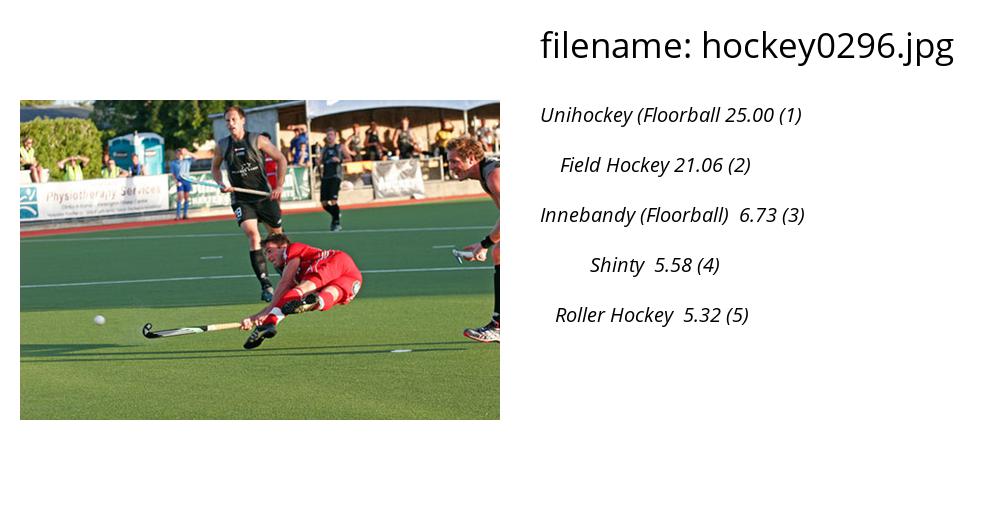 filename: hockey0296.jpg
Unihockey (Floorball 25.00 (1)
Field Hockey 21.06 (2)
Innebandy (Floorball)  6.73 (3)
Shinty  5.58 (4)
Roller Hockey  5.32 (5)
Physiotherapy Services